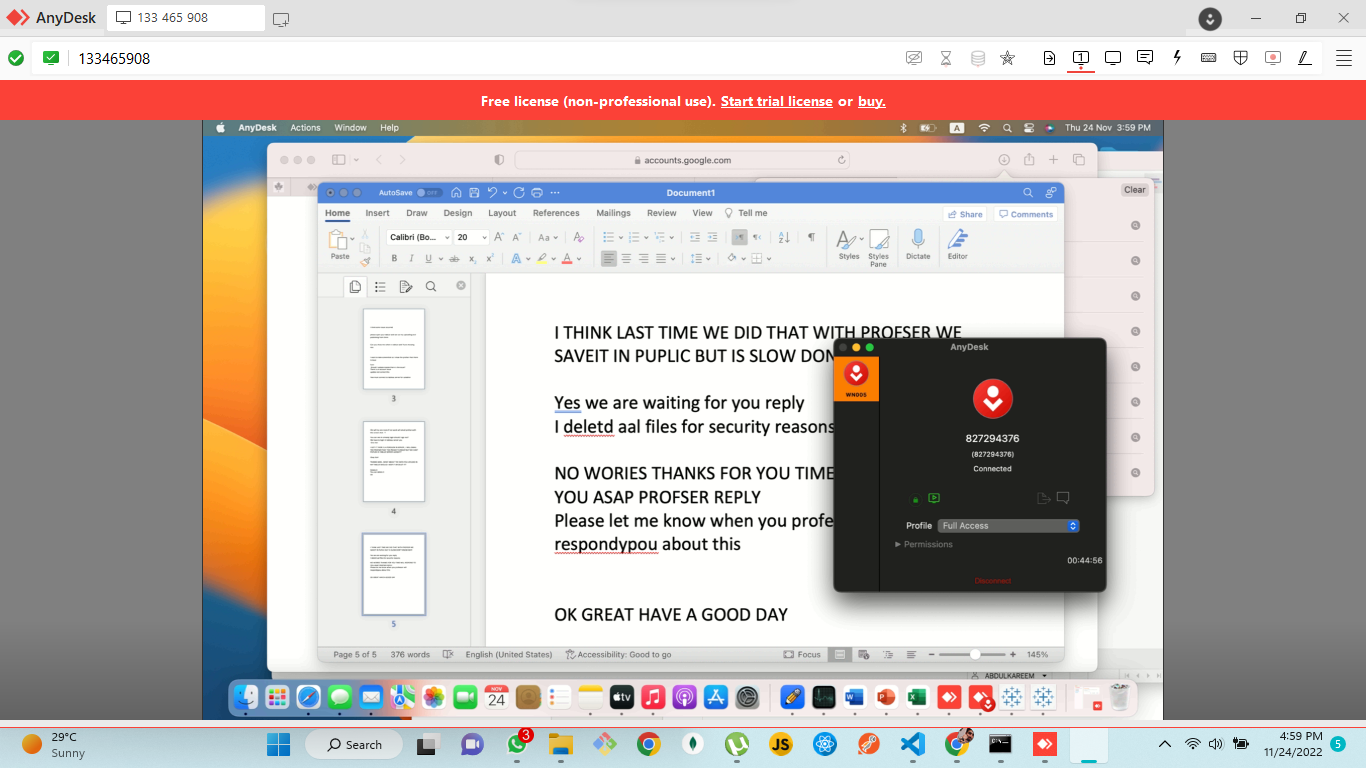 AnyDesk
133 465 908
133465908
Free license (non-professional use). Start trial license or buy.
AnyDesk Actions Window Help
A
Thu 24 Nov 3:59 PM
accounts.google.com
AutoSave OFF
Document1
Clear
Home Insert Draw Design Layout References Mailings Review View Tell me
Share
Comments
Paste
Calibri (Bo...
20
Styles
Styles
Pane
Dictate
Editor
I THINK LAST TIME WE DID THAT WITH PROFSER WE
SAVEIT IN PUPLIC BUT IS SLOW DON
Yes we are waiting for you reply
I deletd aal files for security reasons
NO WORIES THANKS FOR YOU TIME
YOU ASAP PROFSER REPLY
Please let me know when you profe
respondypou about this
OK GREAT HAVE A GOOD DAY
3
4
5
AnyDesk
WND05
827294376
(827294376)
Connected
Profile Full Access
Permissions
00:44:56
Disconnect
Page 5 of 5 376 words English (United States) Accessibility: Good to go Focus 145%
ABDULKAREEM
NOV
24
tv
29°C
Sunny
Search
3
JS
4:59 PM
11/24/2022
5